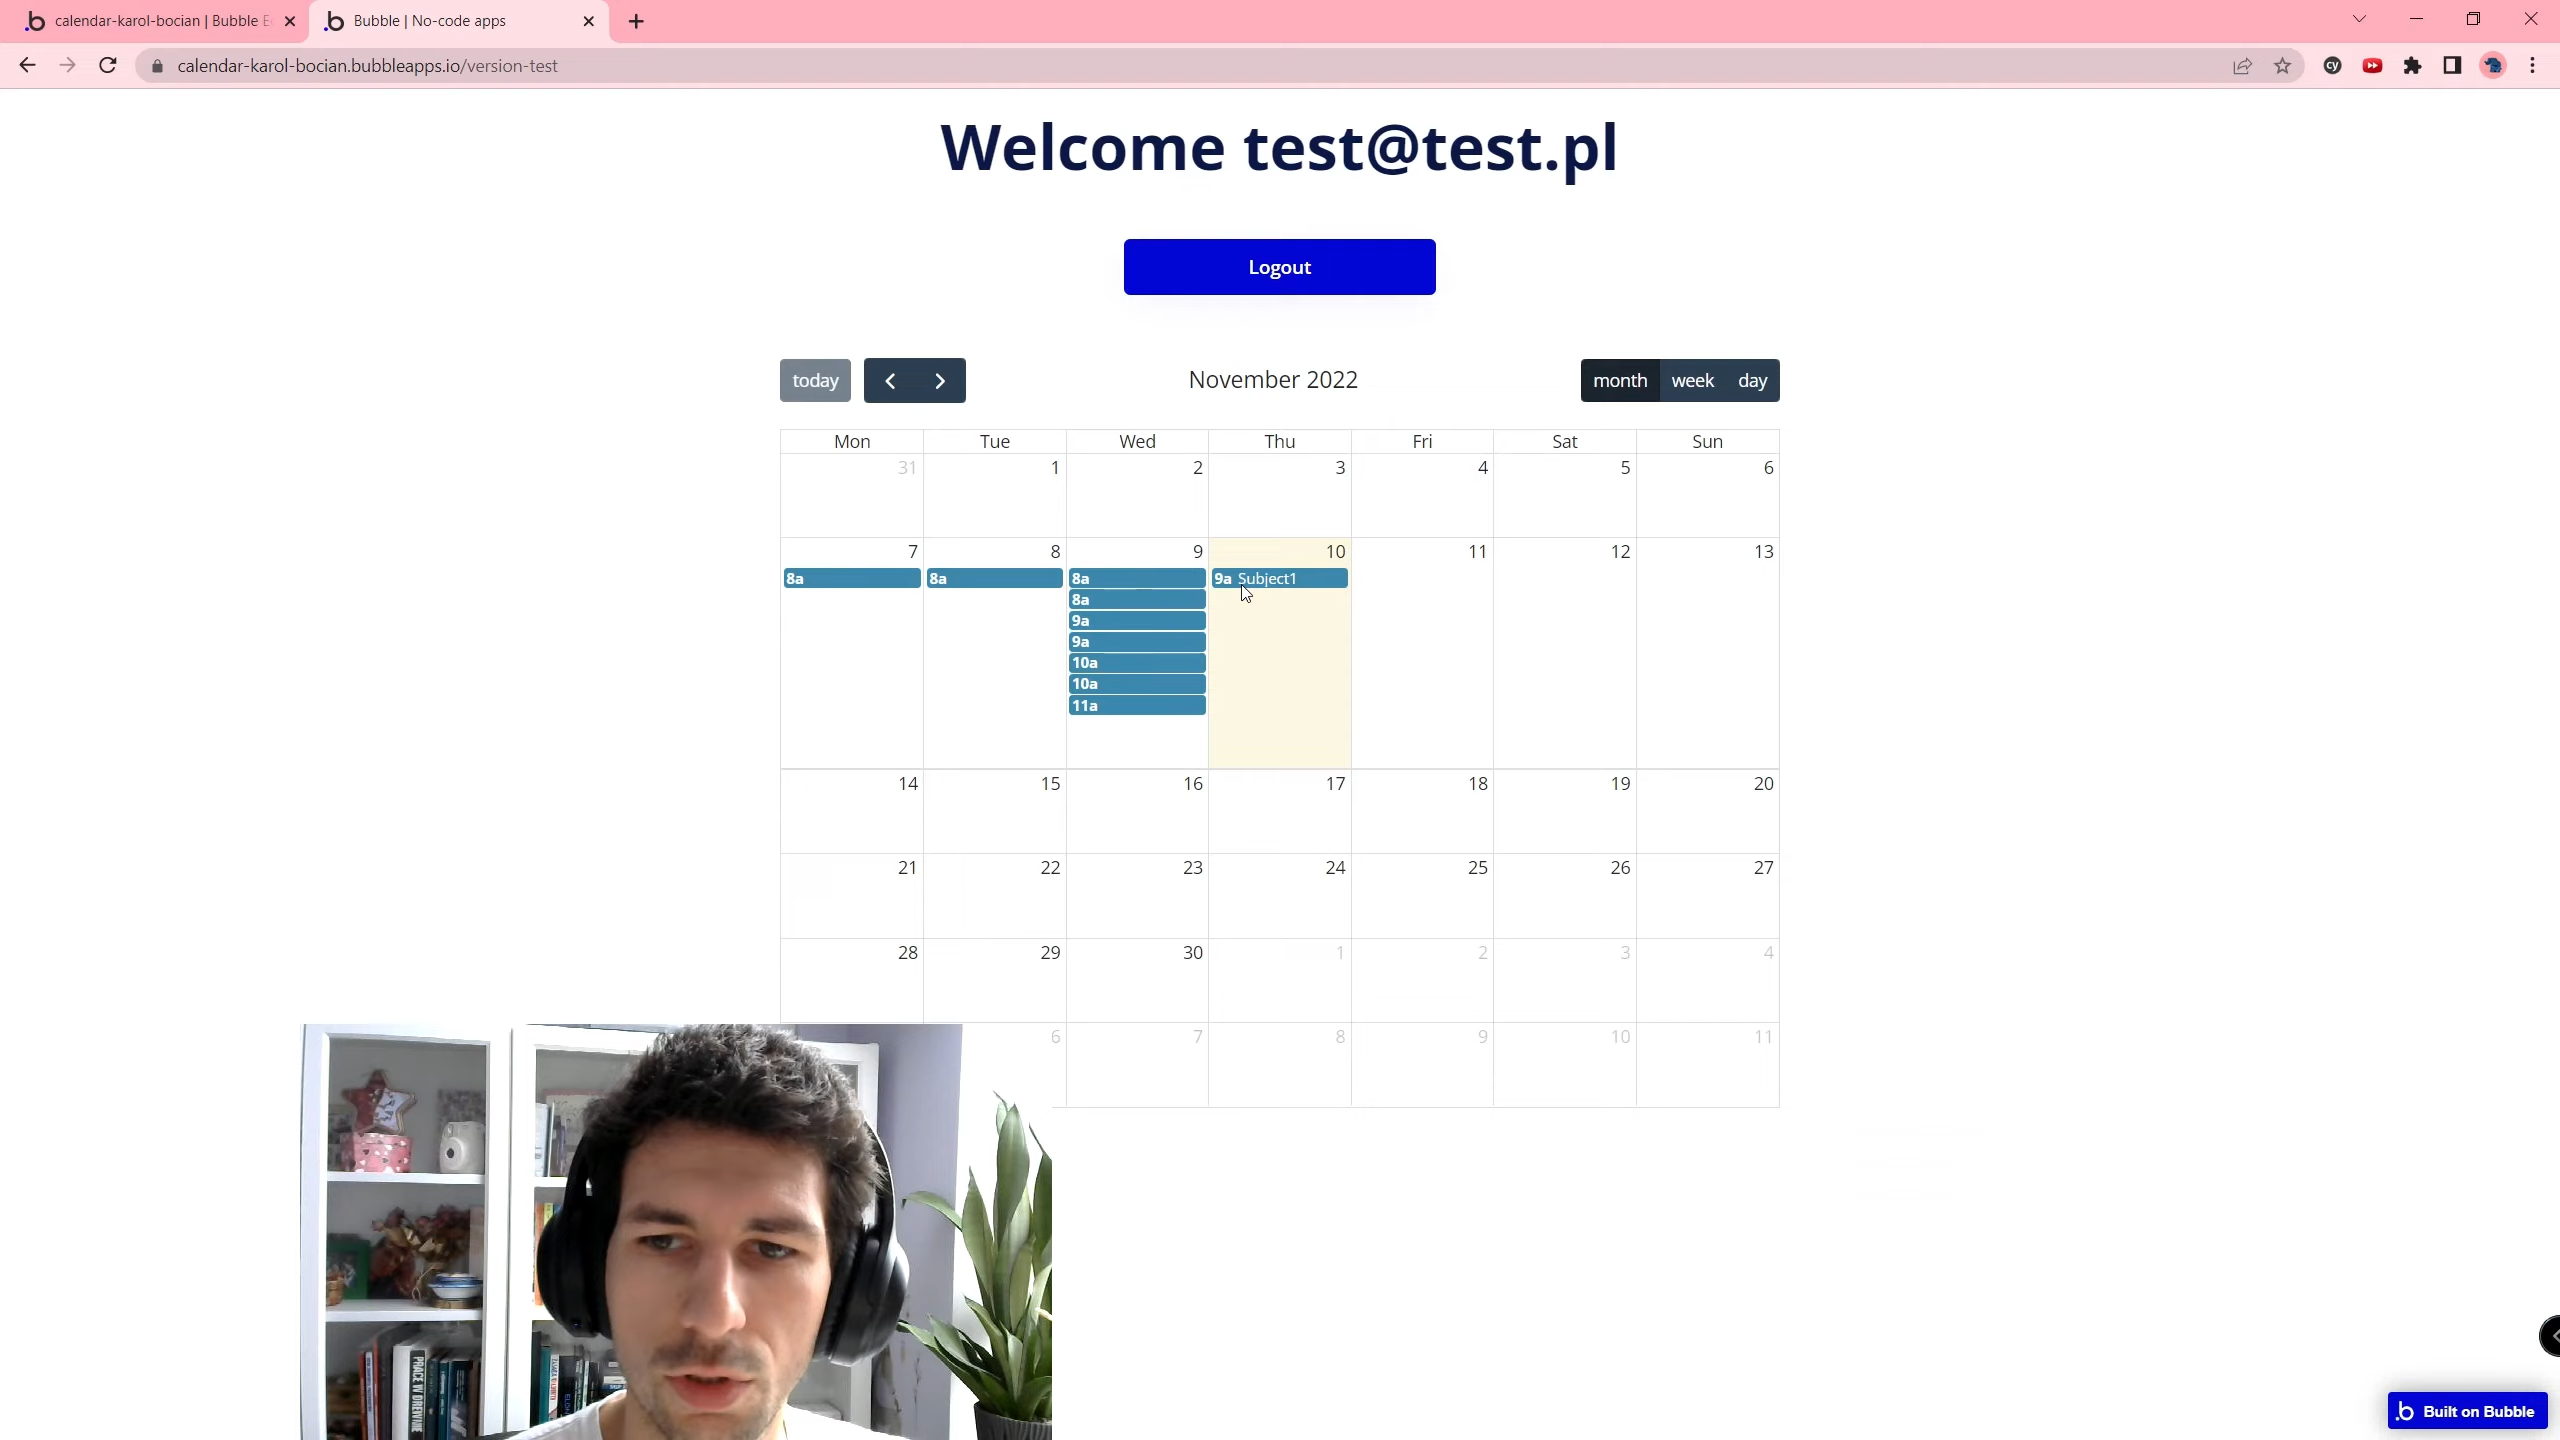 calendar-karol-bocian | Bubble E
Bubble | No-code apps
calendar-karol-bocian.bubbleapps.io/version-test
Welcome test@test.pl
Logout
today
November 2022
month week day
Mon Tue Wed Thu Fri Sat Sun
31 1 2 3 4 5 6
7 8 9 10 11 12 13
8a 8a 8a 9a Subject1
8a
9a
9a
10a
10a
11a
14 15 16 17 18 19 20
21 22 23 24 25 26 27
28 29 30 1 2 3 4
6 7 8 9 10 11
PRACE W DREWNIE
b Built on Bubble